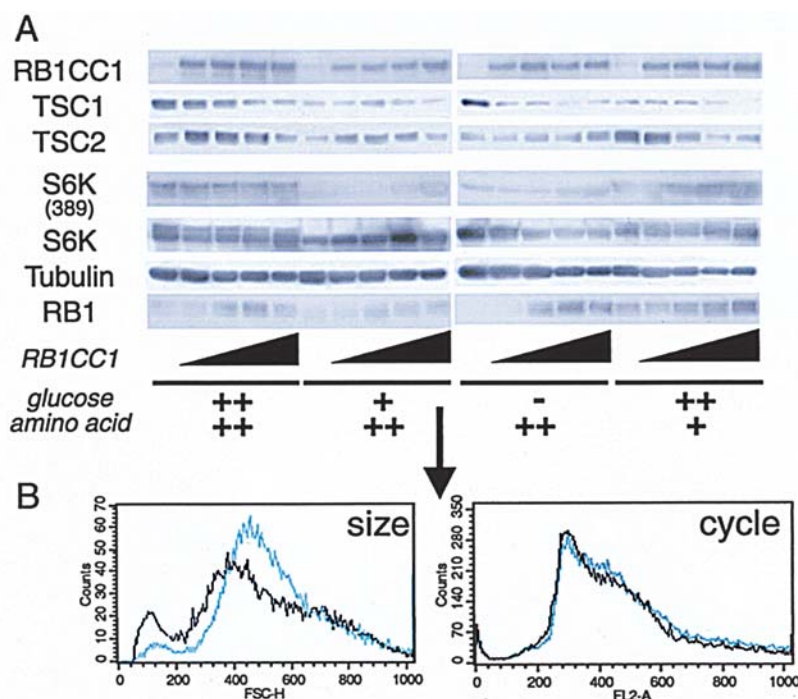 A
RB1CC1
TSC1
TSC2
S6K
(389)
S6K
Tubulin
RB1
RB1CC1
glucose ++ + - ++
amino acid ++ ++ ++ +
B
size
Counts
70
60
50
40
30
20
10
0
0 200 400 600 800 1000
FSC-H
cycle
Counts
350
280
210
140
70
0
0 200 400 600 800 1000
FL2-A